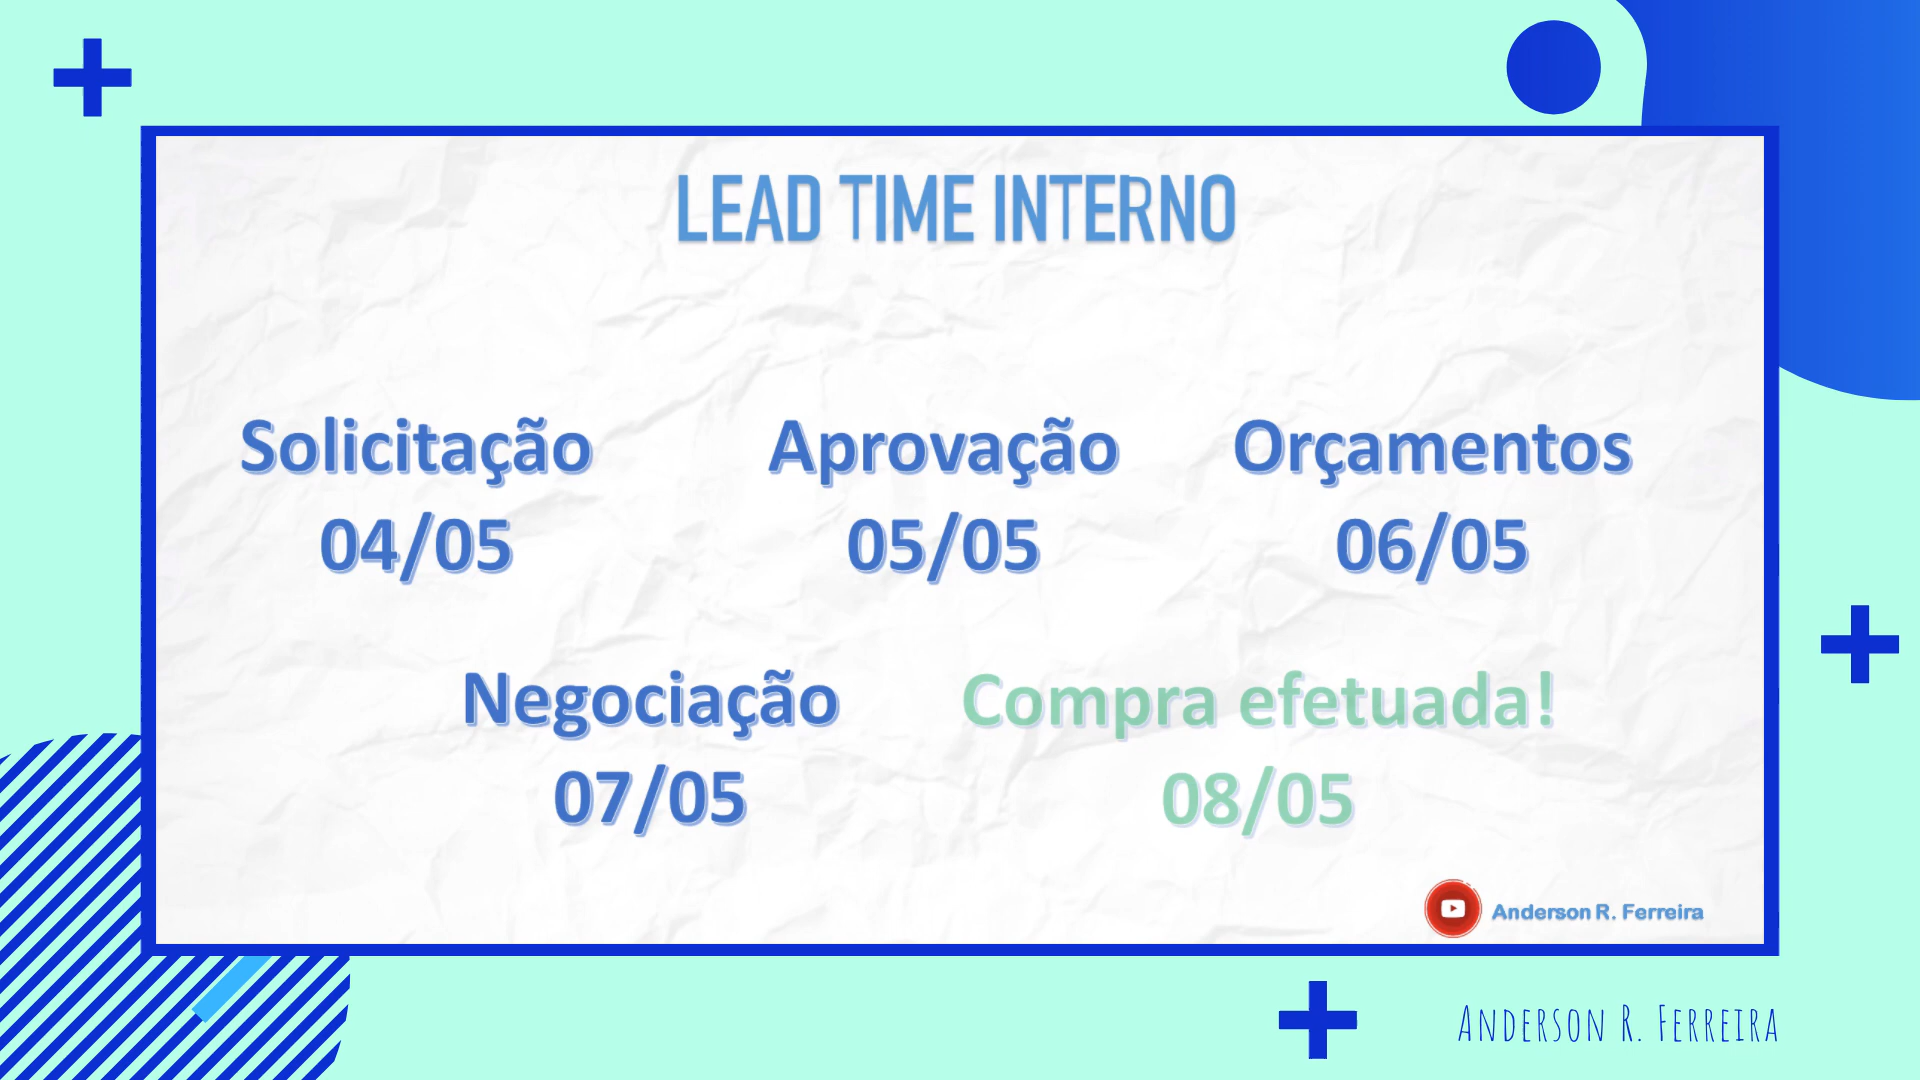 LEAD TIME INTERNO
Solicitação
04/05
Aprovação
05/05
Orçamentos
06/05
Negociação
07/05
Compra efetuada!
08/05
Anderson R. Ferreira
ANDERSON R. FERREIRA